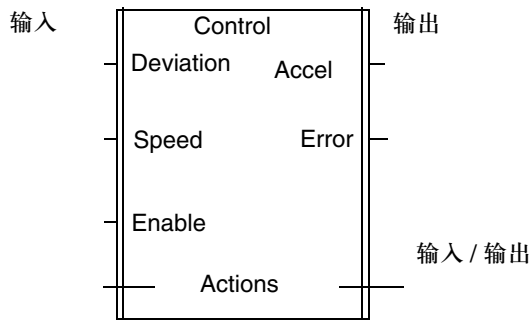 输入
Control
输出
Deviation
Accel
Speed
Error
Enable
输入 / 输出
Actions